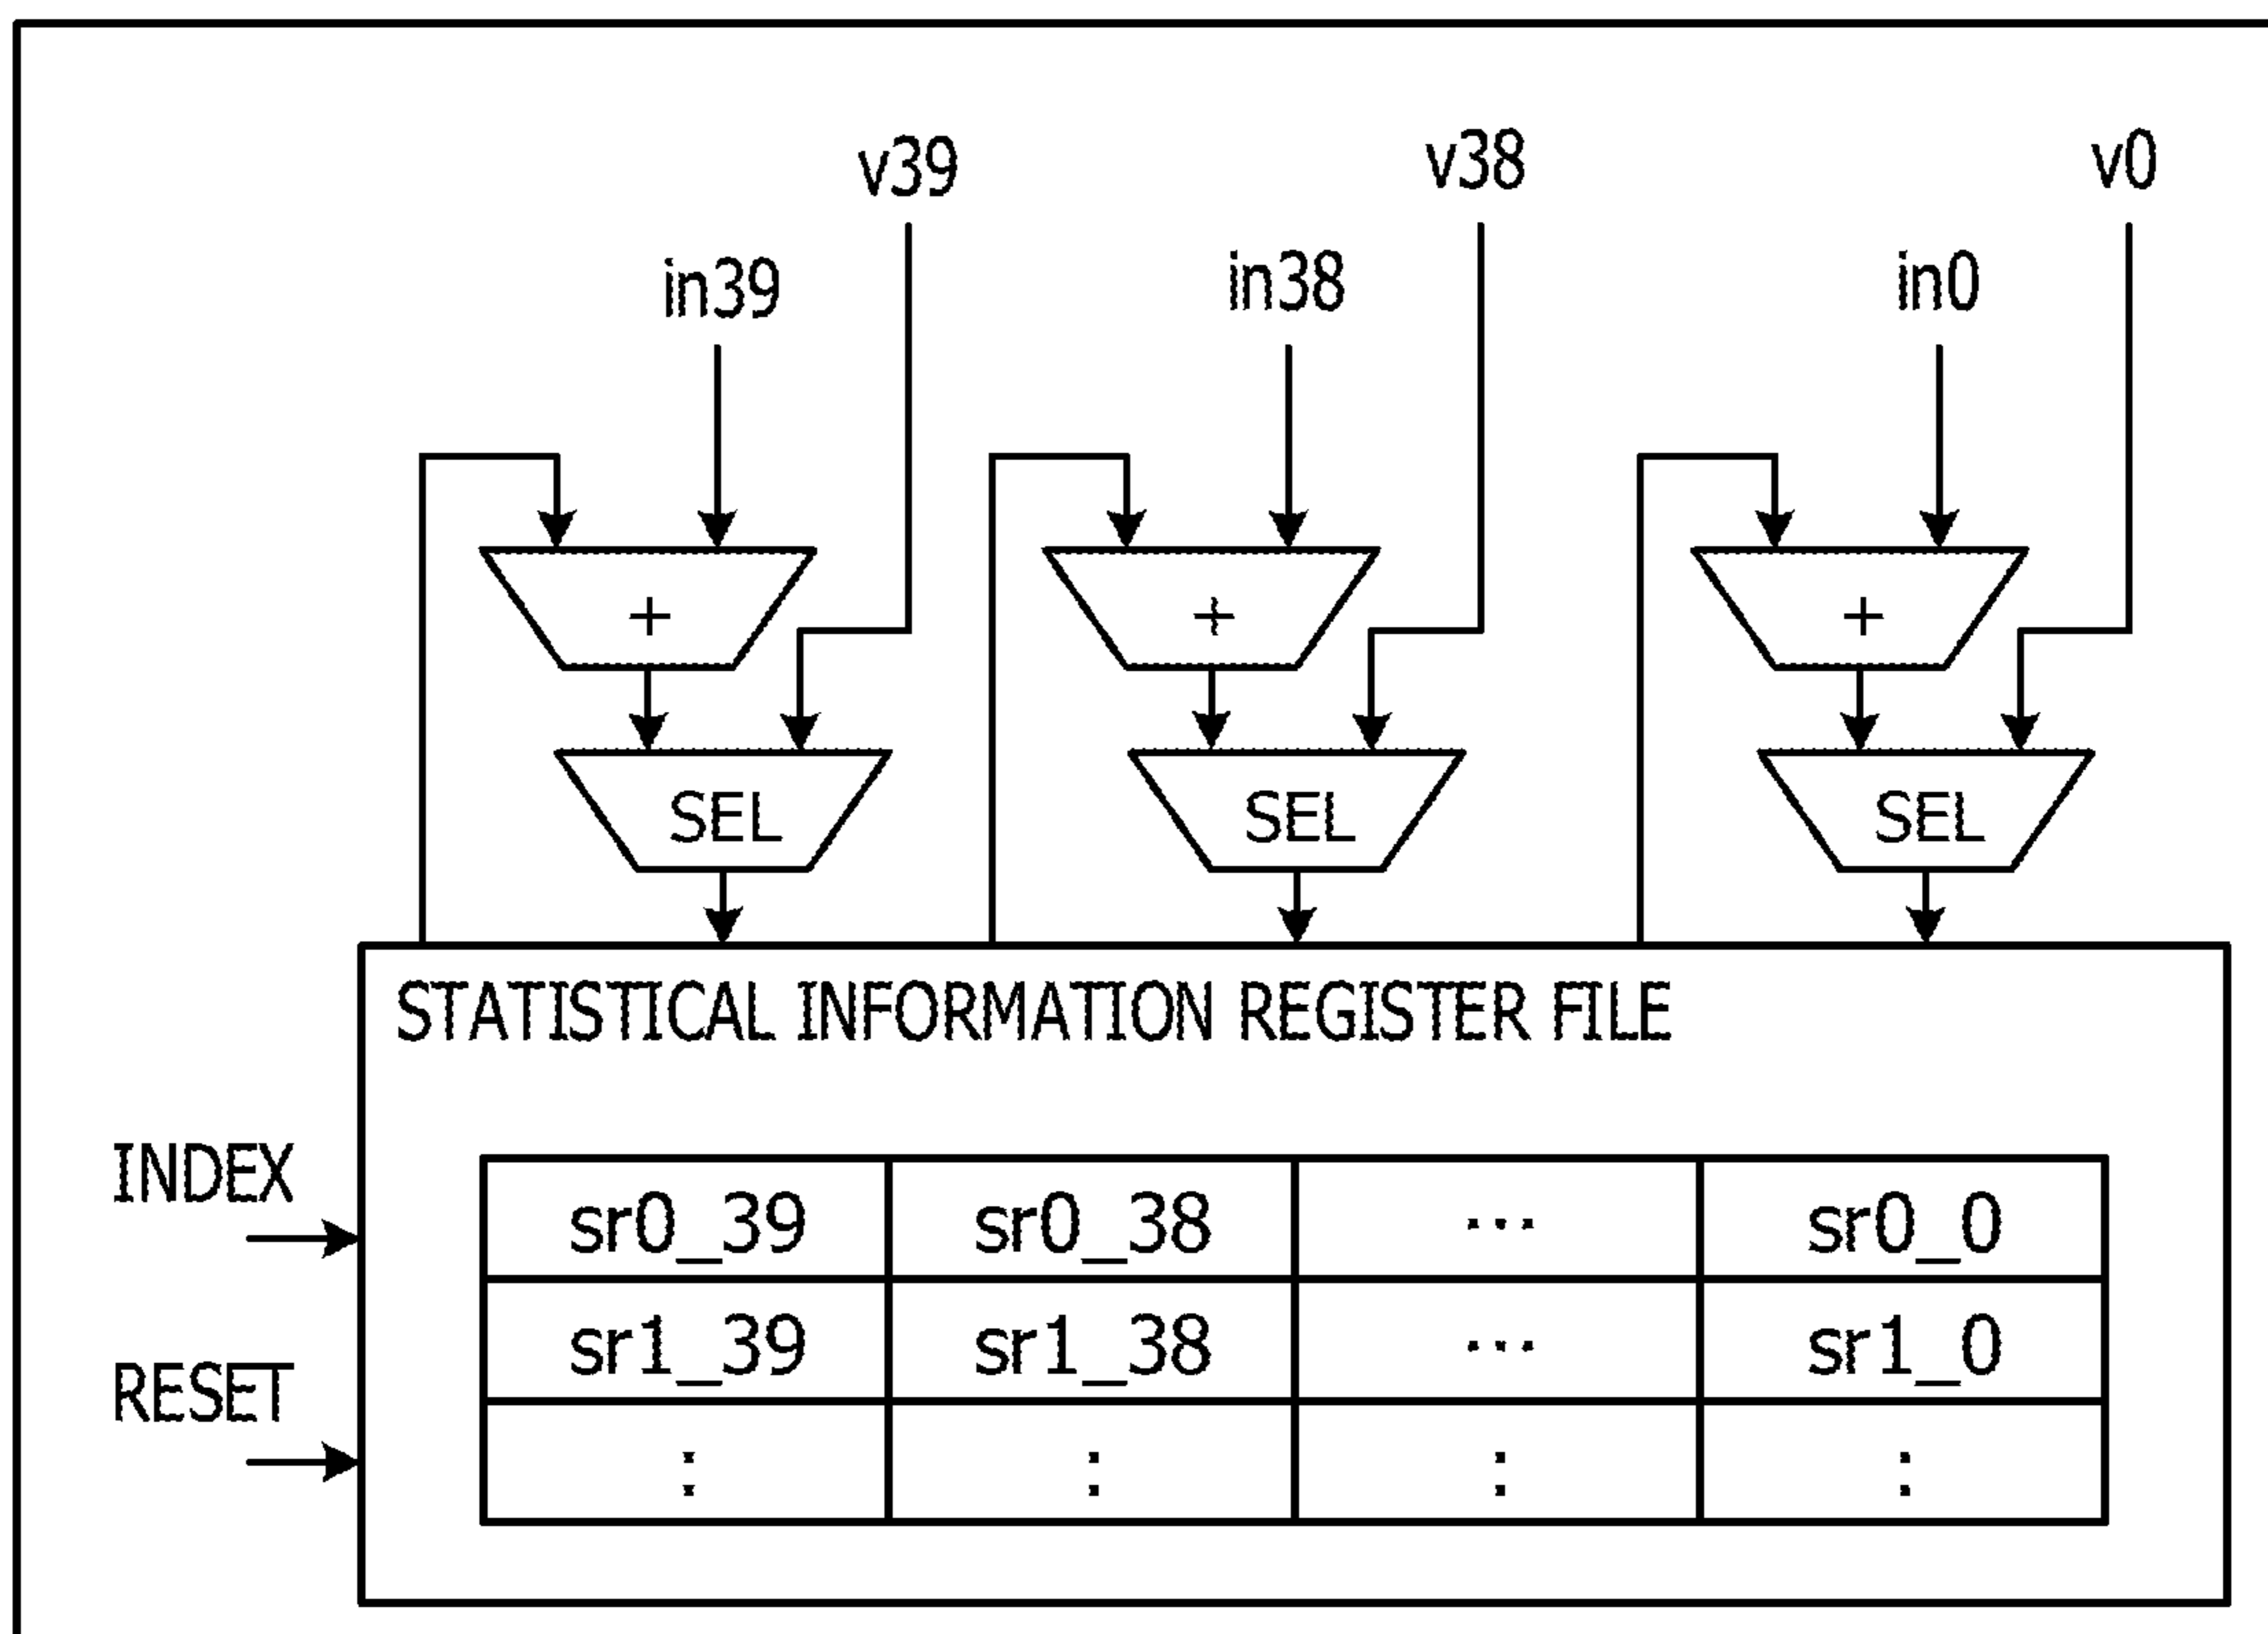 v39 v38 v0
in39 in38 in0
+ + +
SEL SEL SEL
STATISTICAL INFORMATION REGISTER FILE
INDEX
sr0_39 sr0_38 ... sr0_0
sr1_39 sr1_38 ... sr1_0
RESET
: : : :